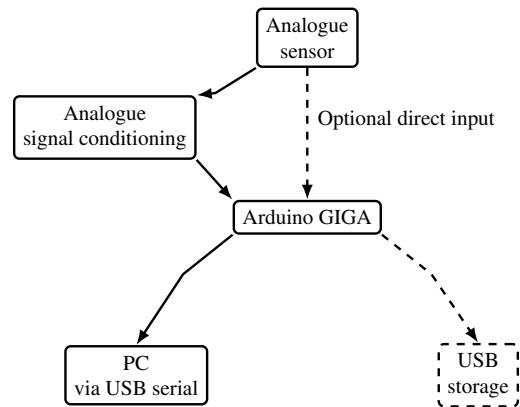 Analogue
sensor
Analogue
signal conditioning
Optional direct input
Arduino GIGA
PC
via USB serial
USB
storage